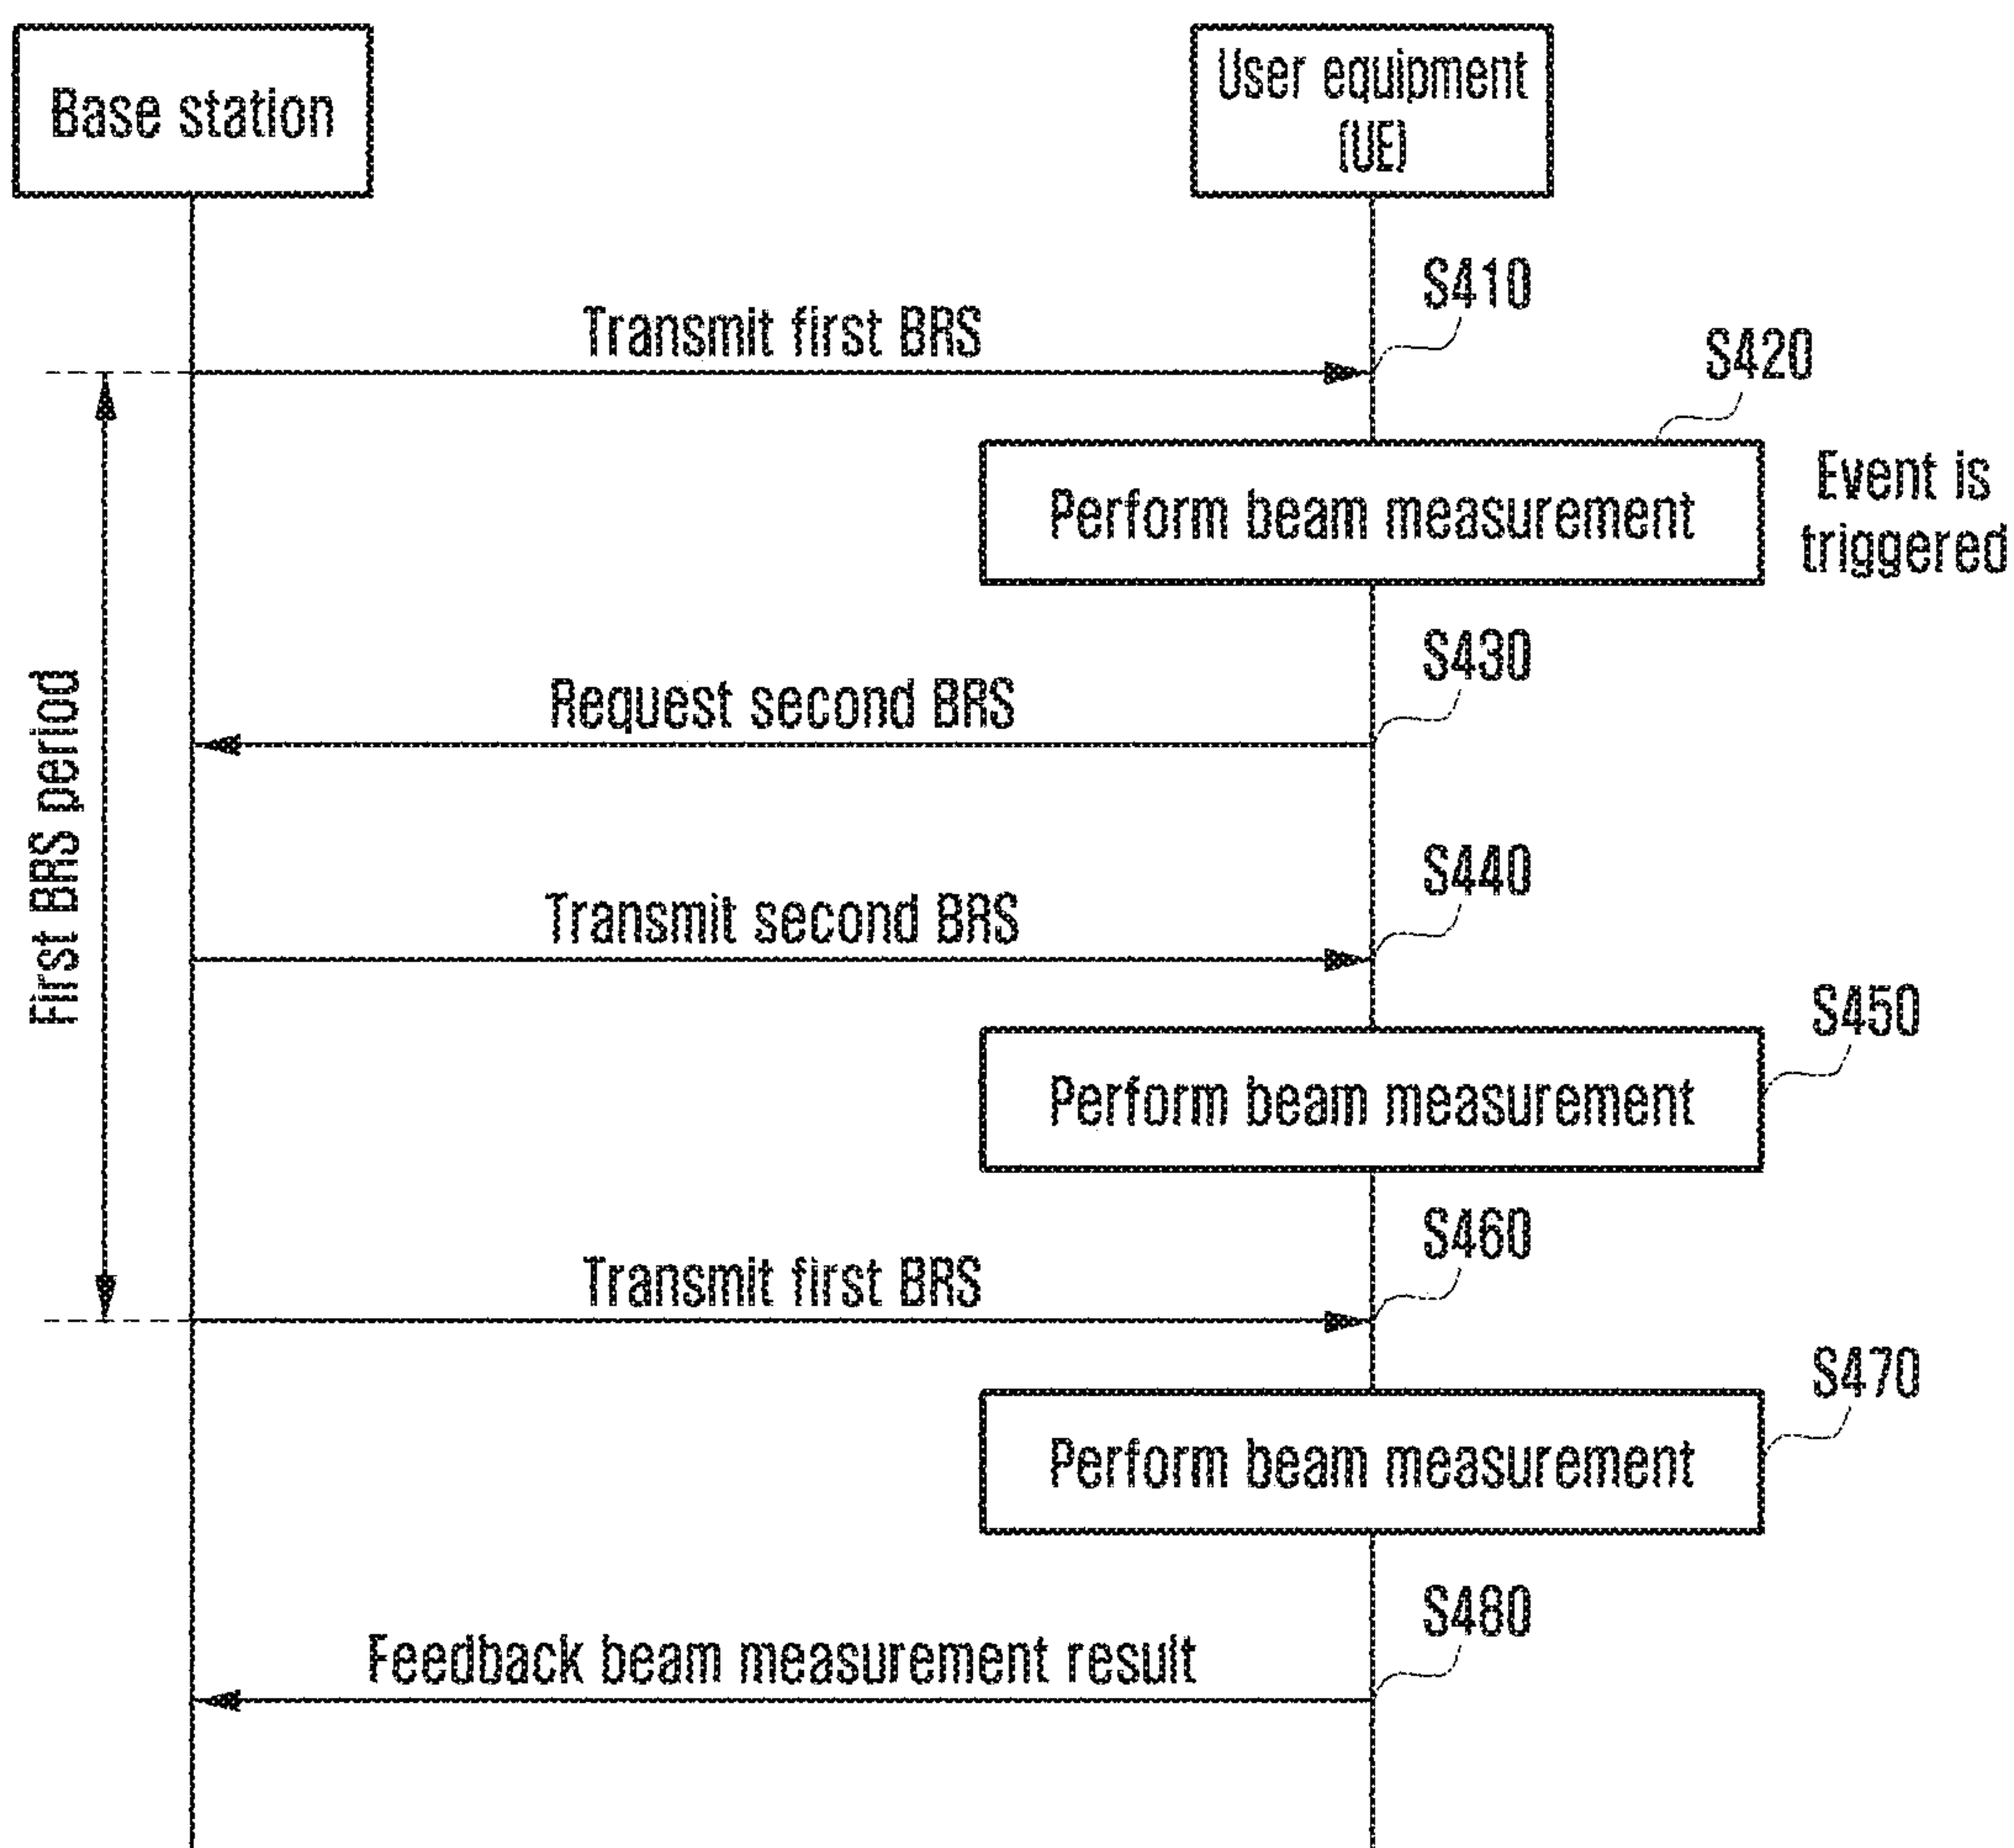 Base station
User equipment
(UE)
S410
Transmit first BRS
S420
Perform beam measurement
Event is
triggered
S430
Request second BRS
First BRS period
S440
Transmit second BRS
S450
Perform beam measurement
S460
Transmit first BRS
S470
Perform beam measurement
S480
Feedback beam measurement result